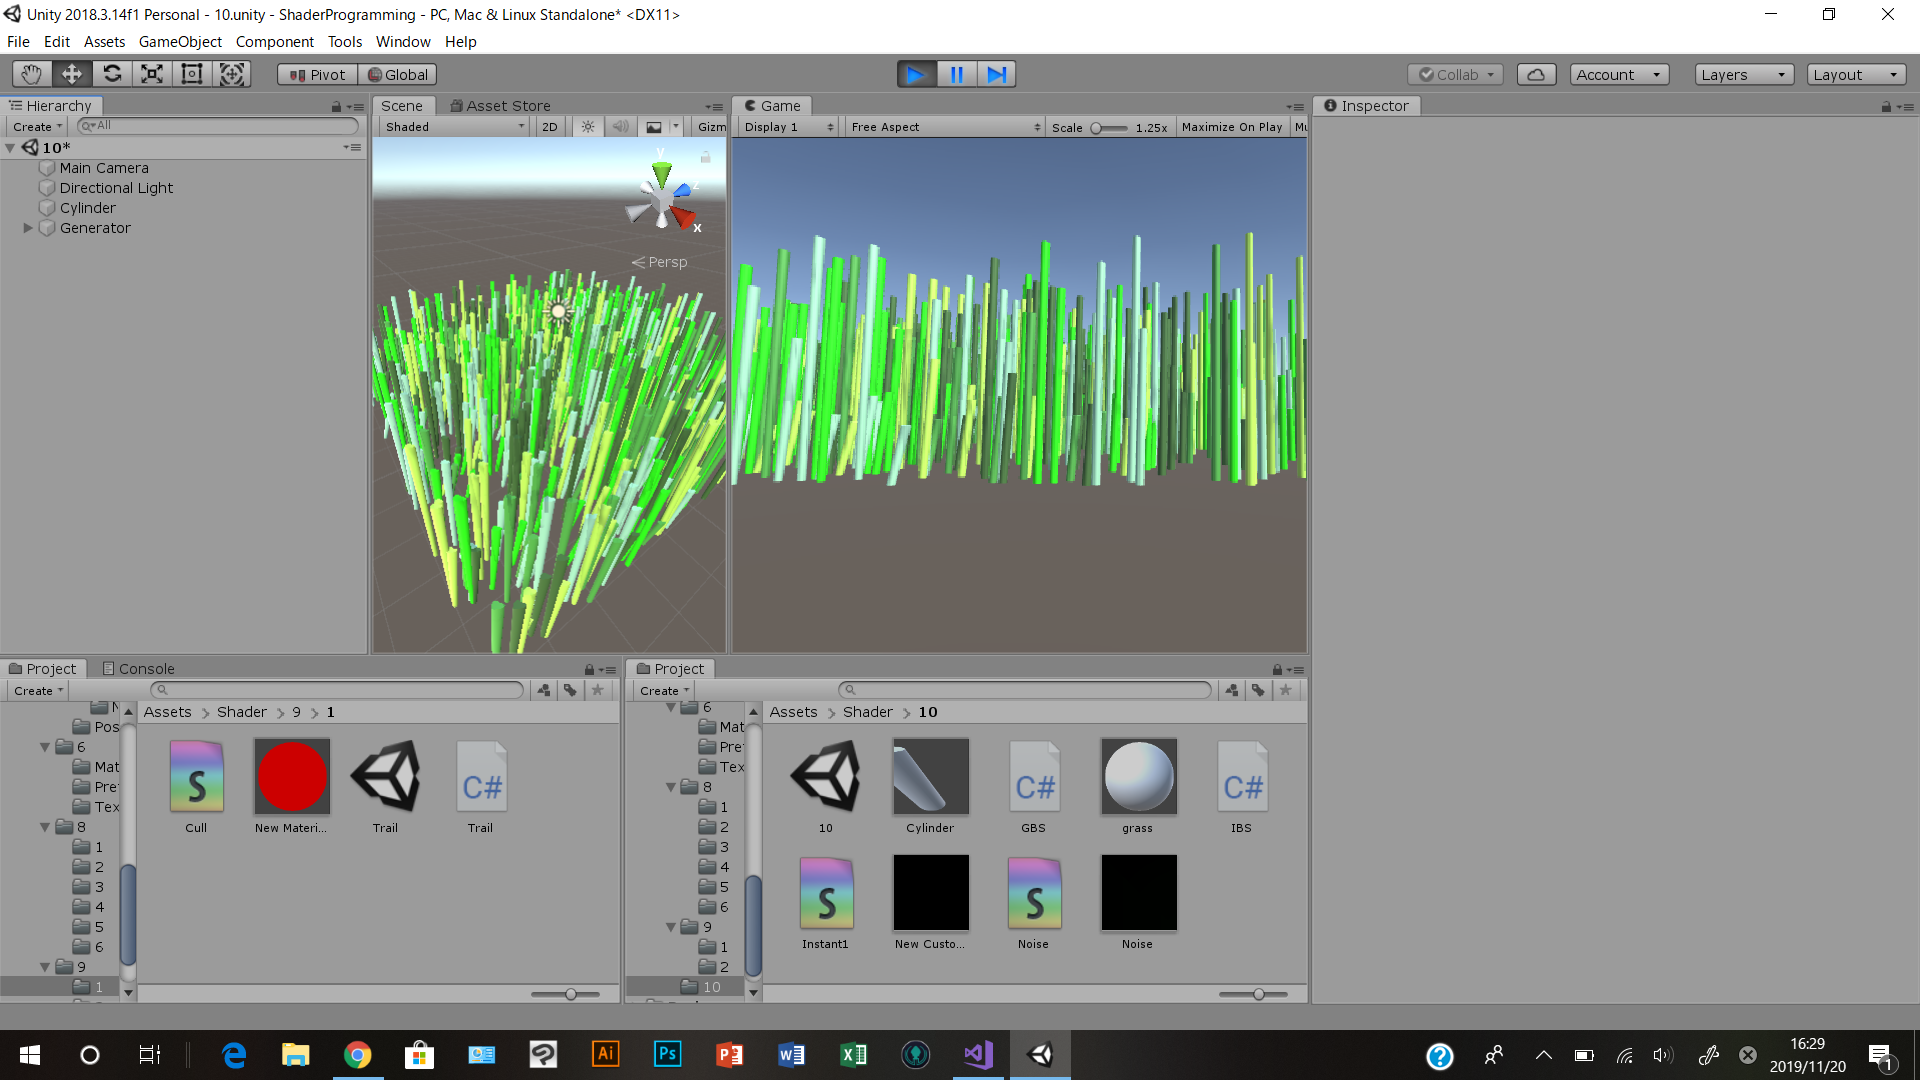 Unity 2018.3.14f1 Personal - 10.unity - ShaderProgramming - PC, Mac & Linux Standalone* <DX11>
File Edit Assets GameObject Component Tools Window Help
Pivot Global Collab Account Layers Layout
Hierarchy
Create All
10*
Main Camera
Directional Light
Cylinder
Generator
Scene Asset Store
Shaded 2D Gizm
y
z
x
Persp
Game
Display 1 Free Aspect Scale 1.25x Maximize On Play Mu
Inspector
Project Console
Create
Pos
6
Mat
Pre
Tex
8
1
2
3
4
5
6
9
1
Assets Shader 9 1
S C#
Cull New Materi... Trail Trail
Project
Create
6
Mat
Pre
Tex
8
1
2
3
4
5
6
9
1
2
10
Assets Shader 10
C# C#
10 Cylinder GBS grass IBS
S S
Instant1 New Custo... Noise Noise
Ai Ps
16:29
2019/11/20
1